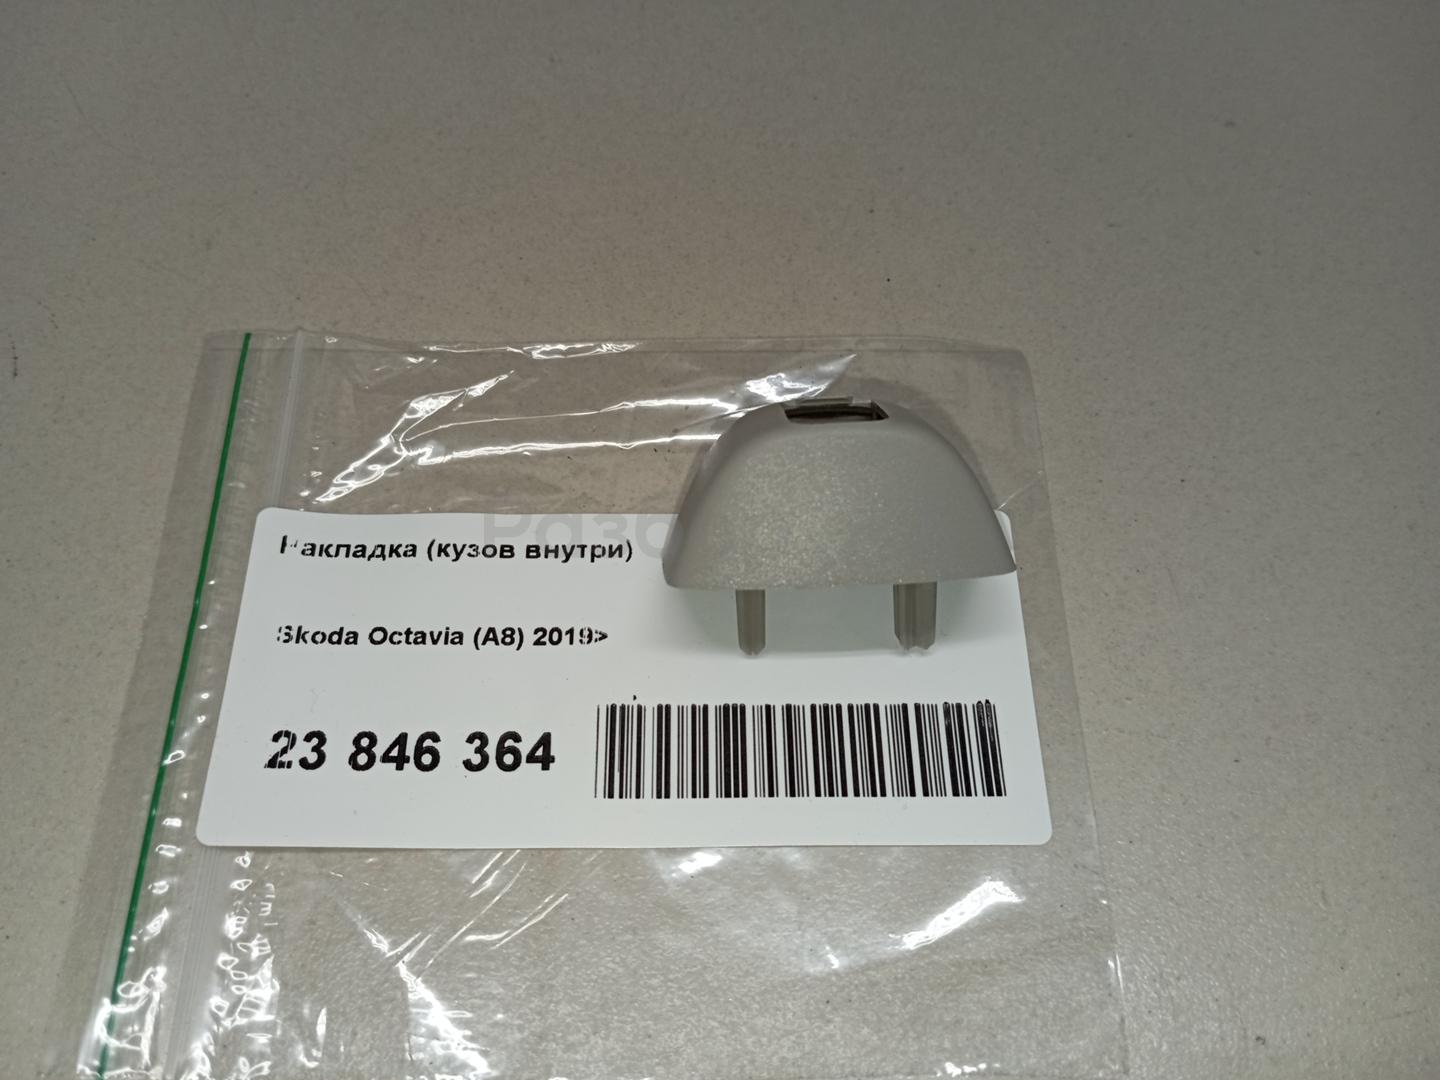 Накладка (кузов внутри)
Skoda Octavia (A8) 2019>
23 846 364